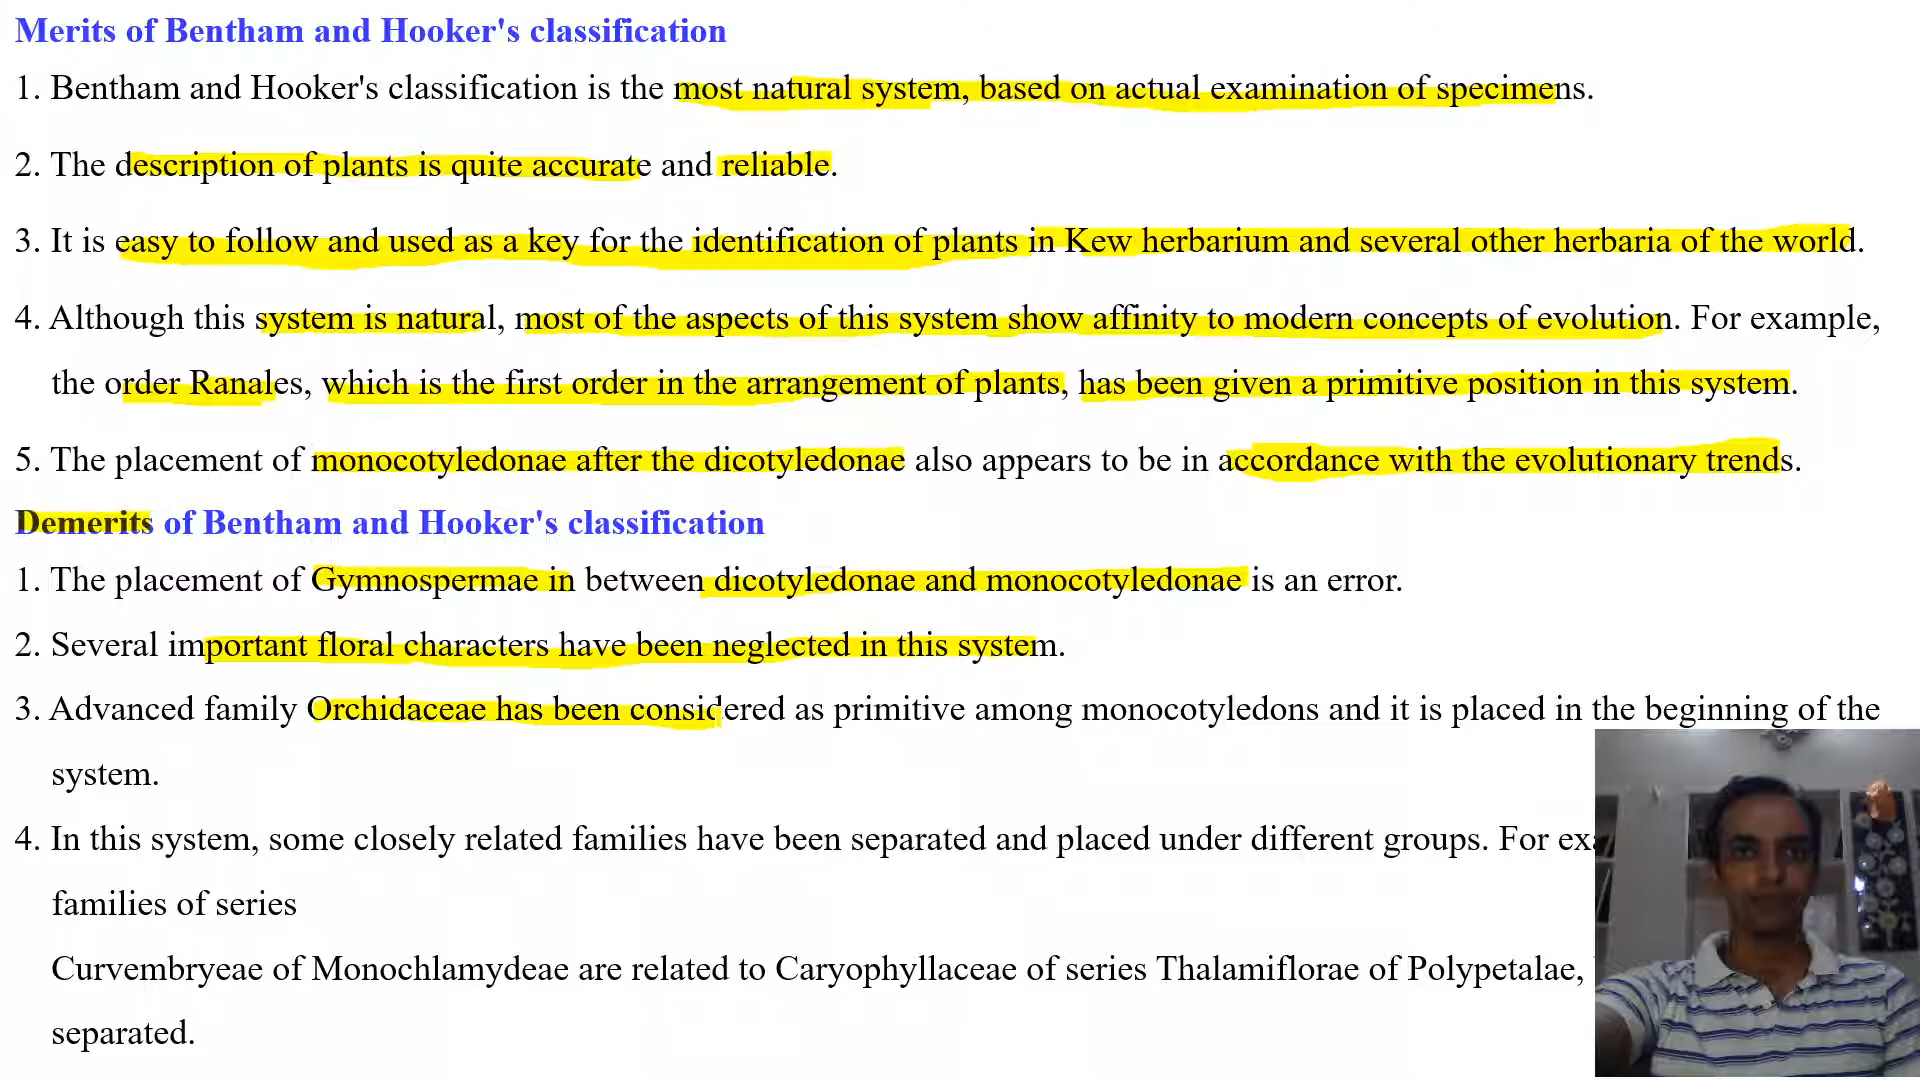 Merits of Bentham and Hooker's classification
1. Bentham and Hooker's classification is the most natural system, based on actual examination of specimens.
2. The description of plants is quite accurate and reliable.
3. It is easy to follow and used as a key for the identification of plants in Kew herbarium and several other herbaria of the world.
4. Although this system is natural, most of the aspects of this system show affinity to modern concepts of evolution. For example,
the order Ranales, which is the first order in the arrangement of plants, has been given a primitive position in this system.
5. The placement of monocotyledonae after the dicotyledonae also appears to be in accordance with the evolutionary trends.
Demerits of Bentham and Hooker's classification
1. The placement of Gymnospermae in between dicotyledonae and monocotyledonae is an error.
2. Several important floral characters have been neglected in this system.
3. Advanced family Orchidaceae has been considered as primitive among monocotyledons and it is placed in the beginning of the
system.
4. In this system, some closely related families have been separated and placed under different groups. For
families of series
Curvembryeae of Monochlamydeae are related to Caryophyllaceae of series Thalamiflorae of Polypetalae,
separated.